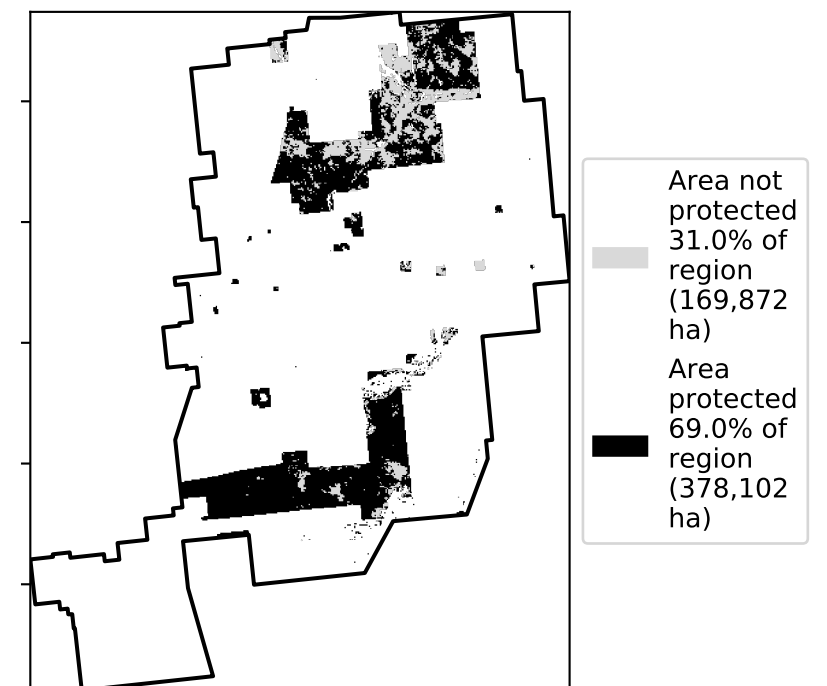 Area not
protected
31.0% of
region
(169,872
ha)
Area
protected
69.0% of
region
(378,102
ha)